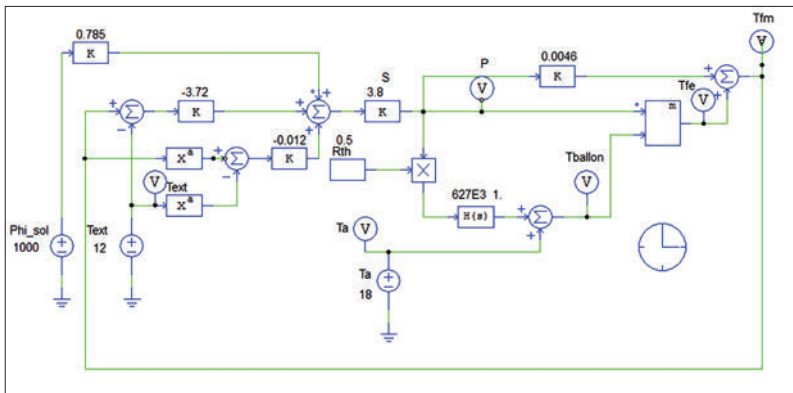 Tfm
0.785
K
-3.72
K
-0.012
K
S
3.8
K
P
V
0.0046
K
V
Tfe
V
m
X^a
V
Text
X^a
0.5
Rth
Tballon
V
627E3 1.
H(s)
Phi_sol
1000
Text
12
Ta
V
Ta
18